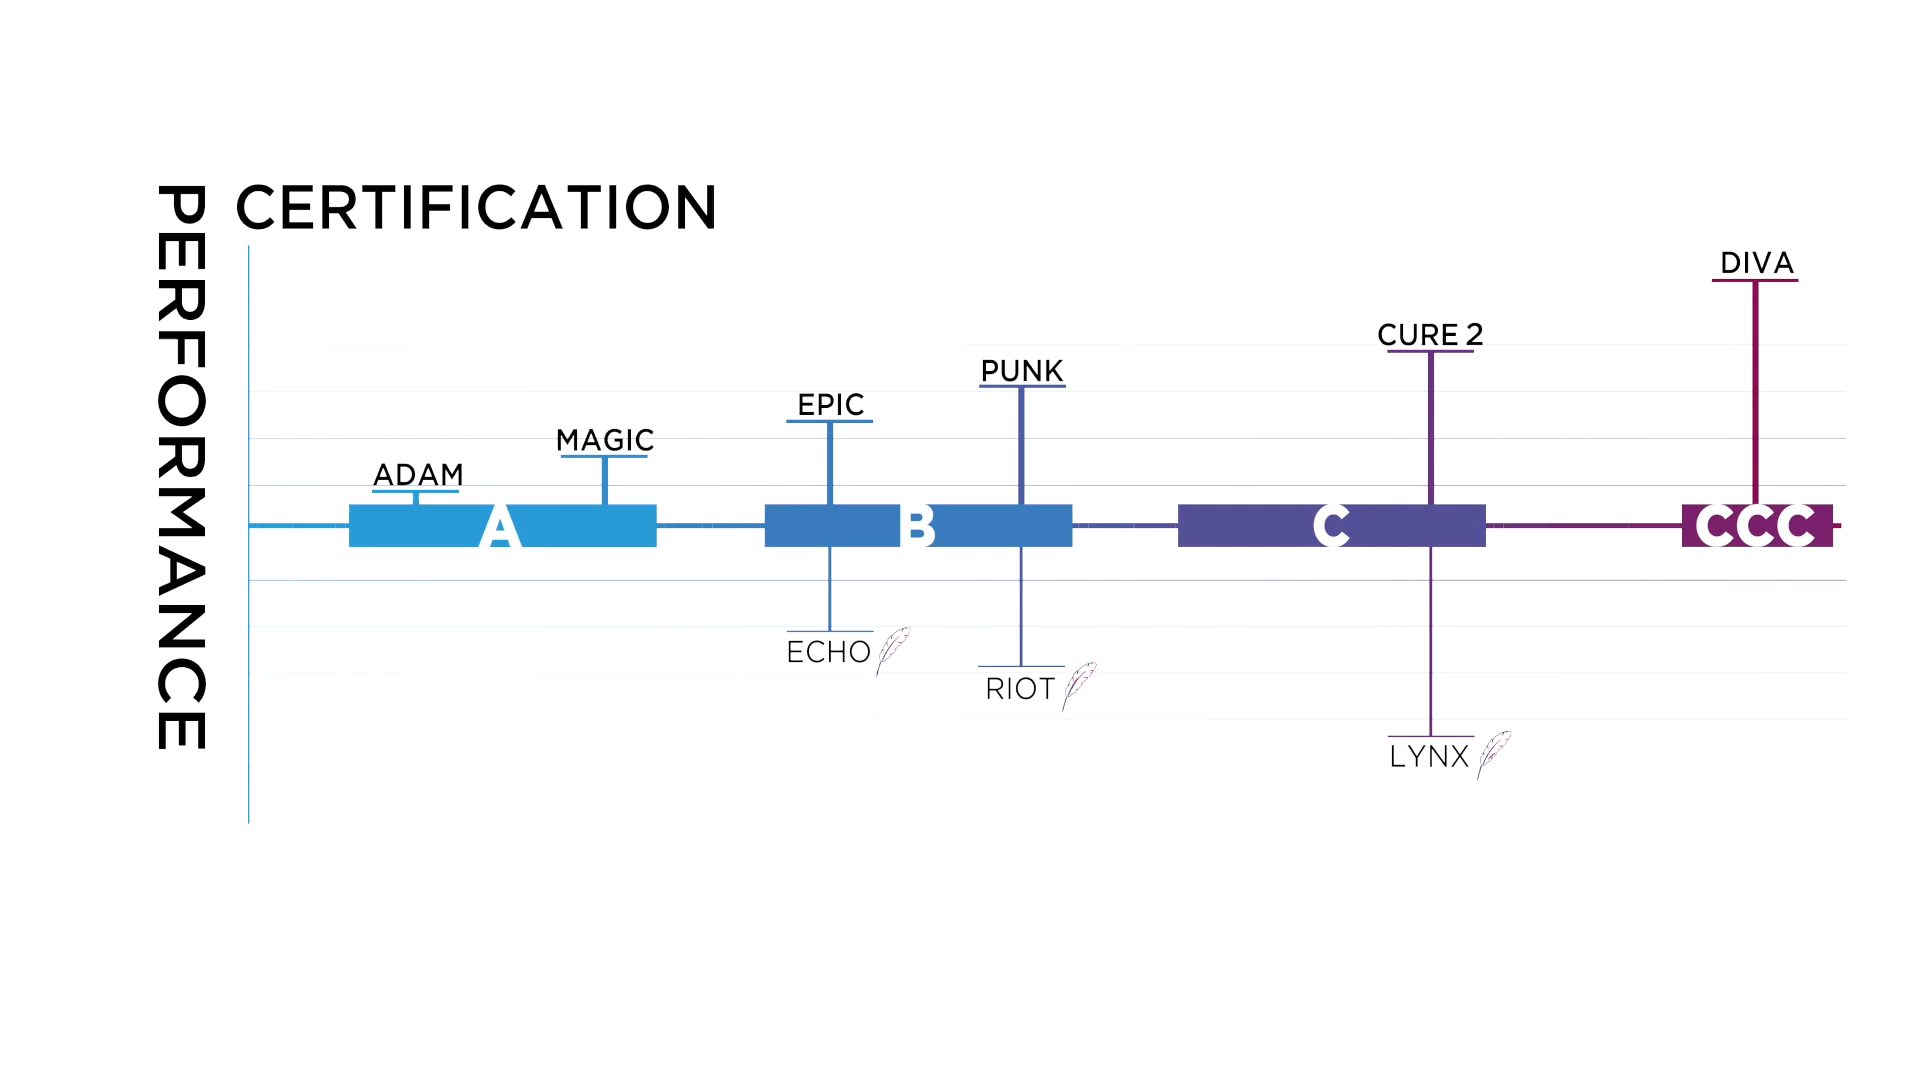 CERTIFICATION
PERFORMANCE
DIVA
CURE 2
PUNK
EPIC
MAGIC
ADAM
A
B
C
CCC
ECHO
RIOT
LYNX